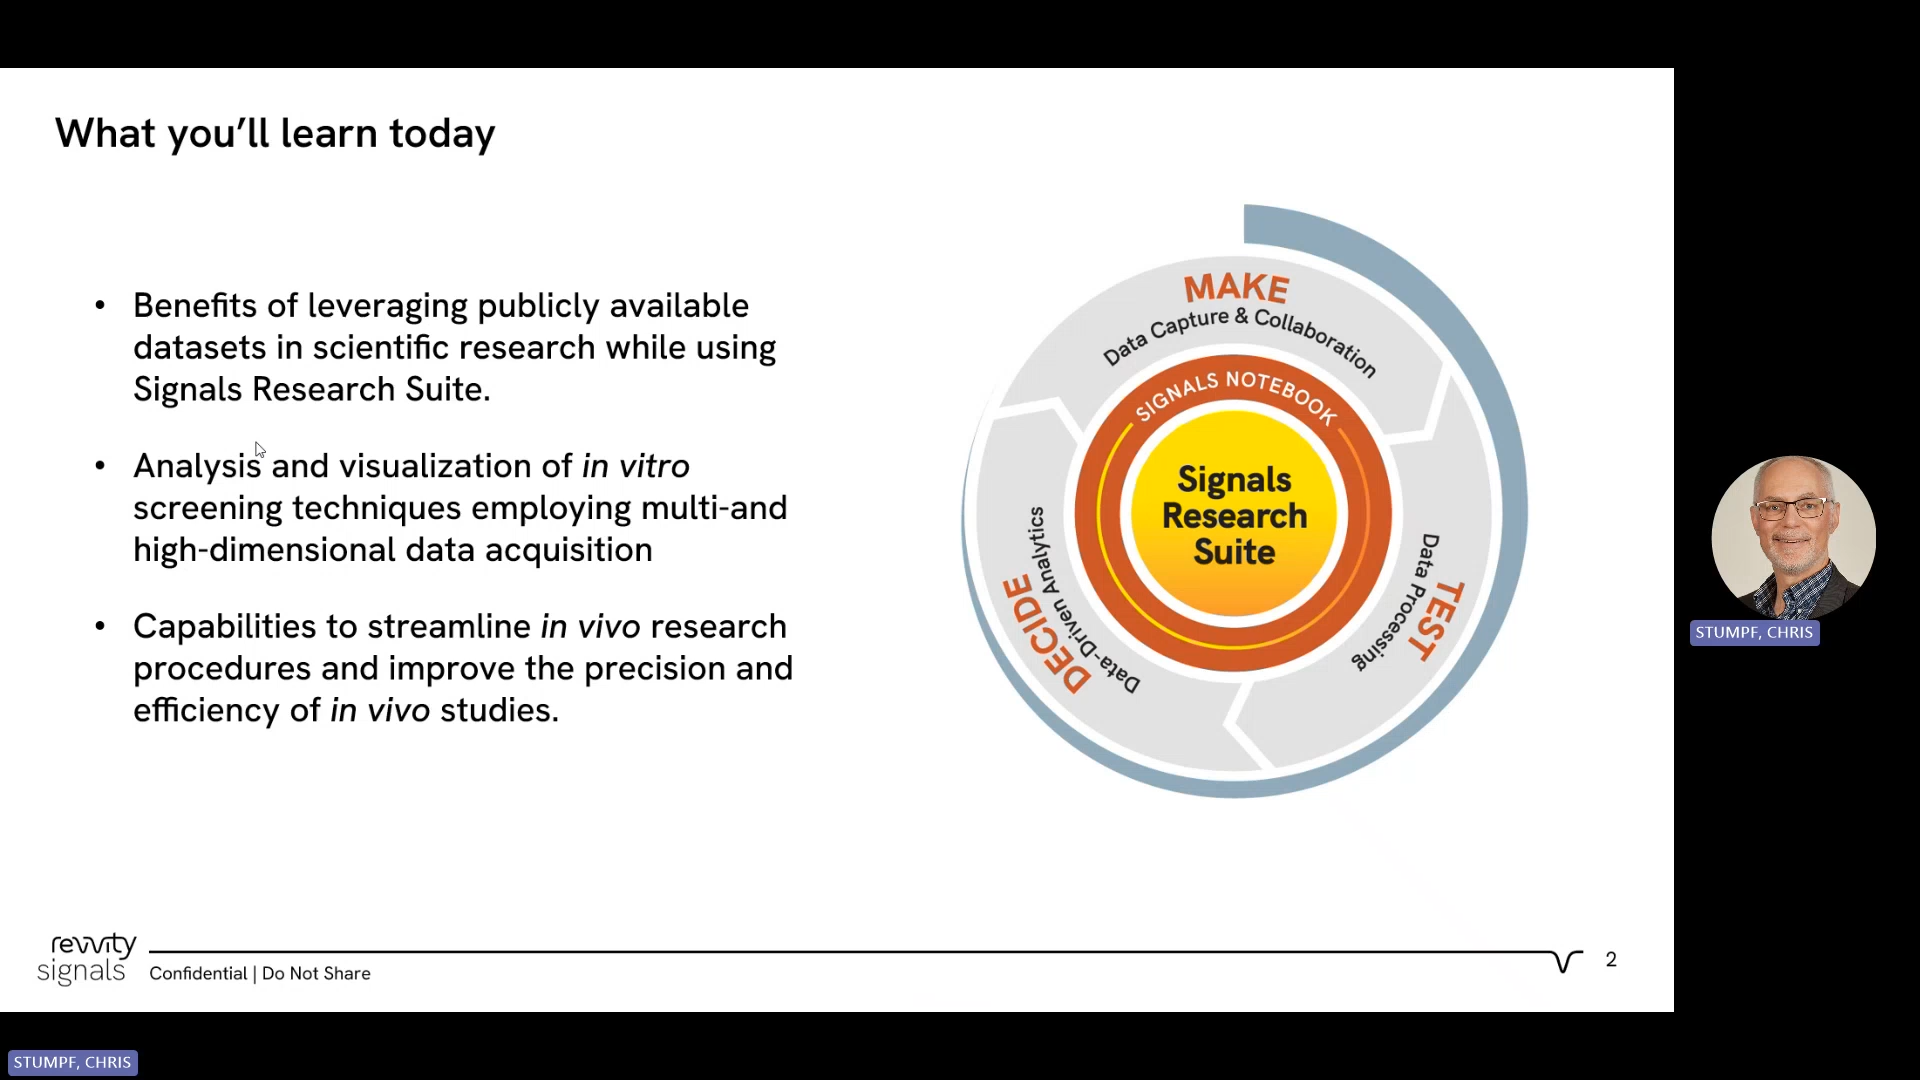 What you'll learn today
• Benefits of leveraging publicly available
datasets in scientific research while using
Signals Research Suite.
• Analysis and visualization of in vitro
screening techniques employing multi-and
high-dimensional data acquisition
• Capabilities to streamline in vivo research
procedures and improve the precision and
efficiency of in vivo studies.
MAKE
Data Capture & Collaboration
SIGNALS NOTEBOOK
Signals
Research
Suite
TEST
Data Processing
DECIDE
Data-Driven Analytics
revvity
signals
Confidential | Do Not Share
2
STUMPF, CHRIS
STUMPF, CHRIS